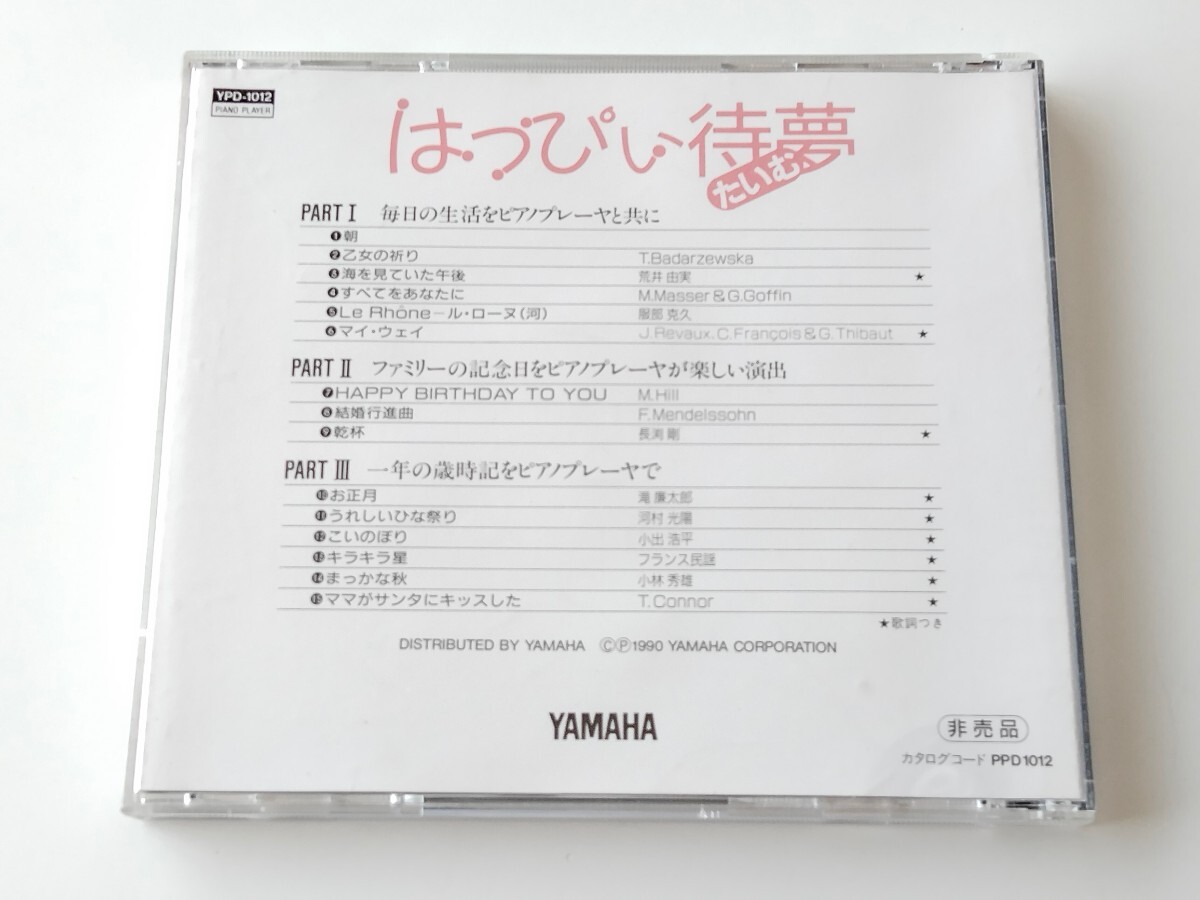 YPD-1012
PIANO PLAYER
はっぴぃ待夢
たいむ
PART I 毎日の生活をピアノプレーヤと共に
❶朝
❷乙女の祈り T.Badarzewska
❸海を見ていた午後 荒井 由実 ★
❹すべてをあなたに M.Masser&G.Goffin
❺Le Rhône－ル・ローヌ(河) 服部 克久
❻マイ・ウェイ J.Revaux.C.François&G.Thibaut ★
PART II ファミリーの記念日をピアノプレーヤが楽しい演出
❼HAPPY BIRTHDAY TO YOU M.Hill
❽結婚行進曲 F.Mendelssohn
❾乾杯 長渕 剛 ★
PART III 一年の歳時記をピアノプレーヤで
❿お正月 滝 廉太郎 ★
⓫うれしいひな祭り 河村 光陽 ★
⓬こいのぼり 小出 浩平 ★
⓭キラキラ星 フランス民謡 ★
⓮まっかな秋 小林 秀雄 ★
⓯ママがサンタにキッスした T.Connor ★
★歌詞つき
DISTRIBUTED BY YAMAHA ⒸⓅ1990 YAMAHA CORPORATION
YAMAHA
非売品
カタログコード PPD1012